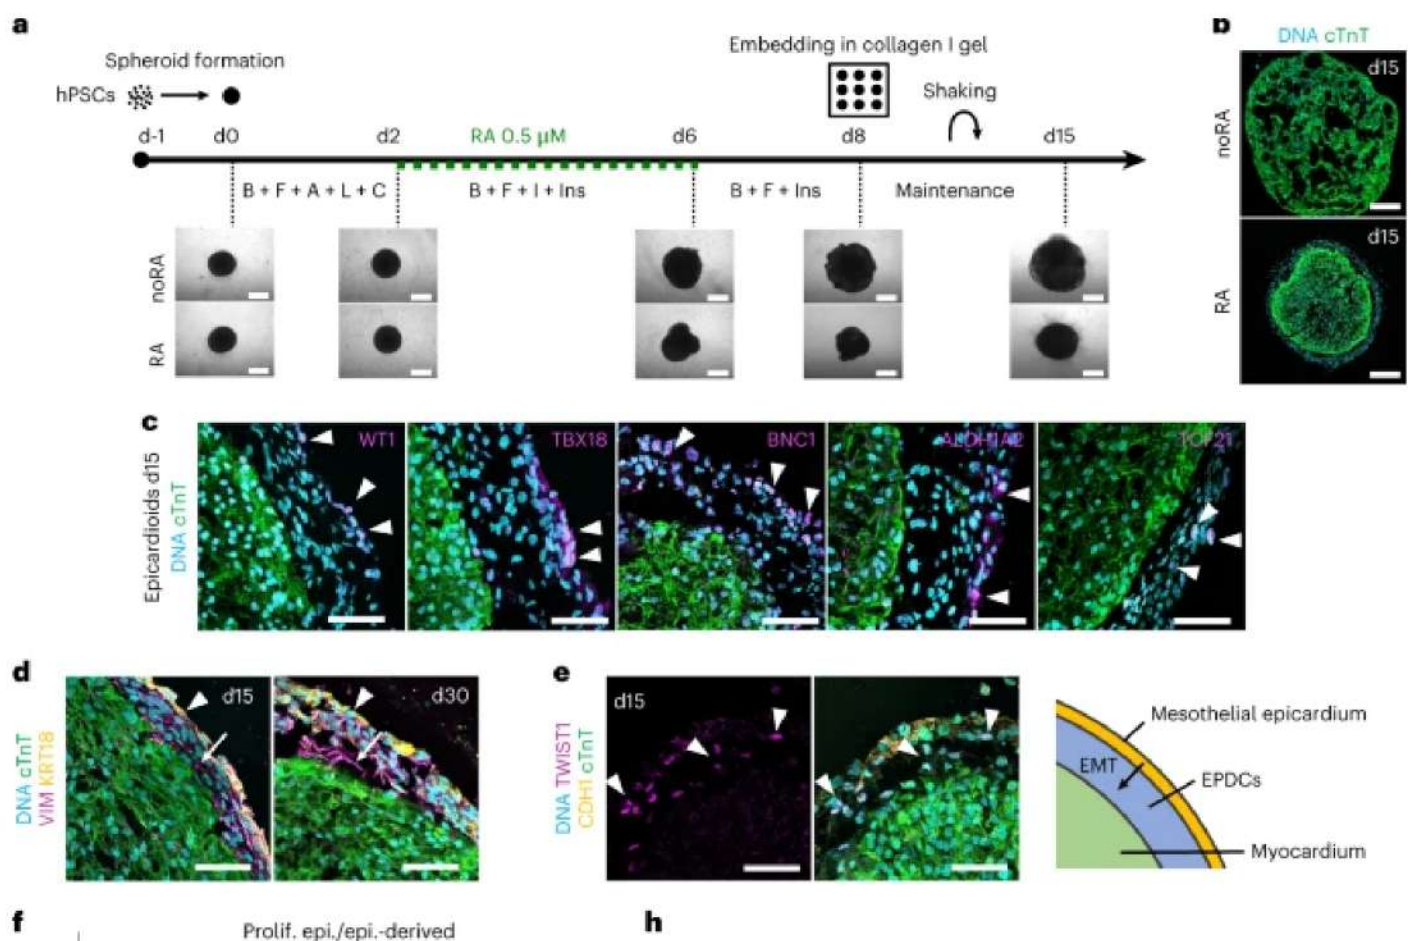 a
Embedding in collagen I gel
Spheroid formation
hPSCs
Shaking
d-1 d0 d2 RA 0.5 µM d6 d8 d15
B + F + A + L + C B + F + I + Ins B + F + Ins Maintenance
noRA
RA
b
DNA cTnT
d15
noRA
d15
RA
c
Epicardioids d15
DNA cTnT
WT1 TBX18 BNC1 ALDH1A2 TCF21
d
DNA cTnT
VIM KRT18
d15 d30
e
DNA TWIST1
CDH1 cTnT
d15
Mesothelial epicardium
EMT
EPDCs
Myocardium
f
Prolif. epi./epi.-derived
h